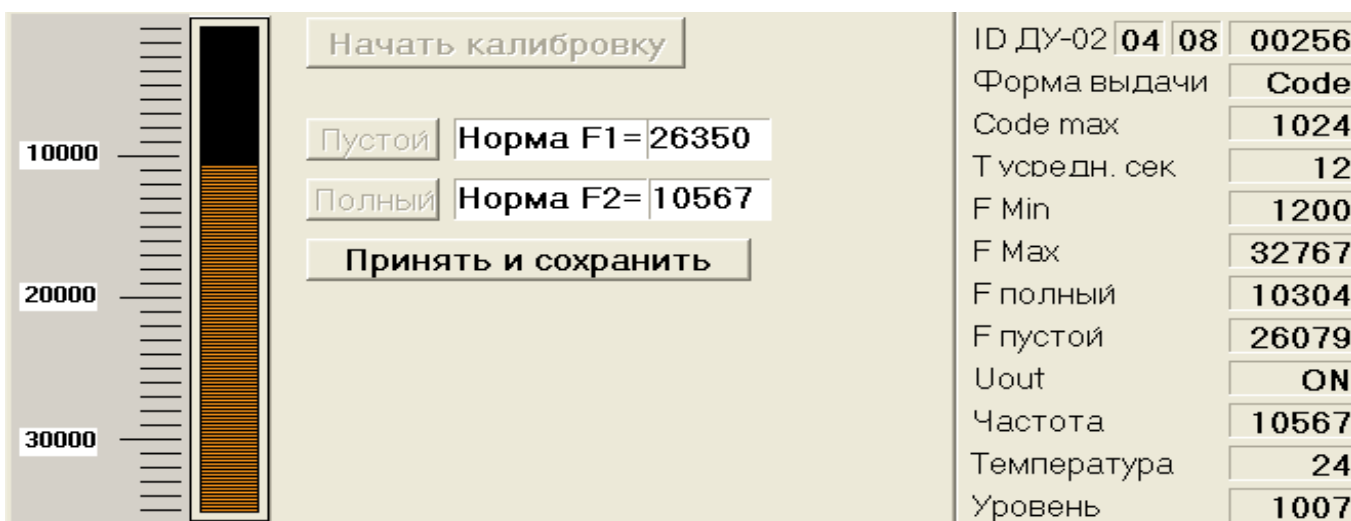 Начать калибровку
Пустой Норма F1= 26350
Полный Норма F2= 10567
Принять и сохранить
10000
20000
30000
ID ДУ-02 04 08 00256
Форма выдачи Code
Code max 1024
Т усредн. сек 12
F Min 1200
F Max 32767
F полный 10304
F пустой 26079
Uout ON
Частота 10567
Температура 24
Уровень 1007